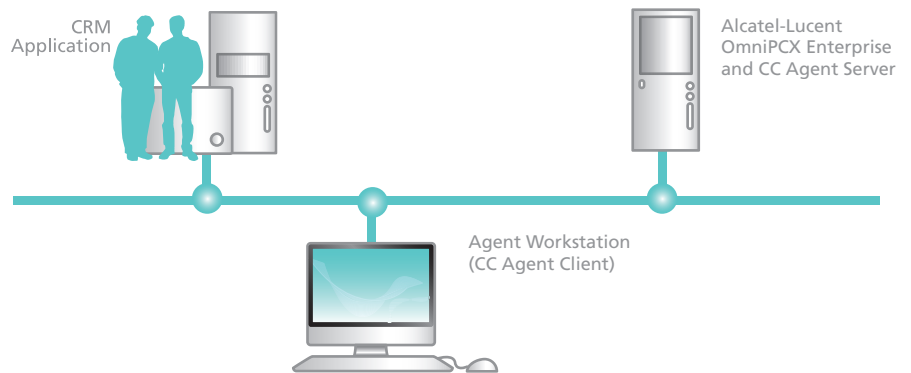 CRM
Application
Alcatel-Lucent
OmniPCX Enterprise
and CC Agent Server
Agent Workstation
(CC Agent Client)